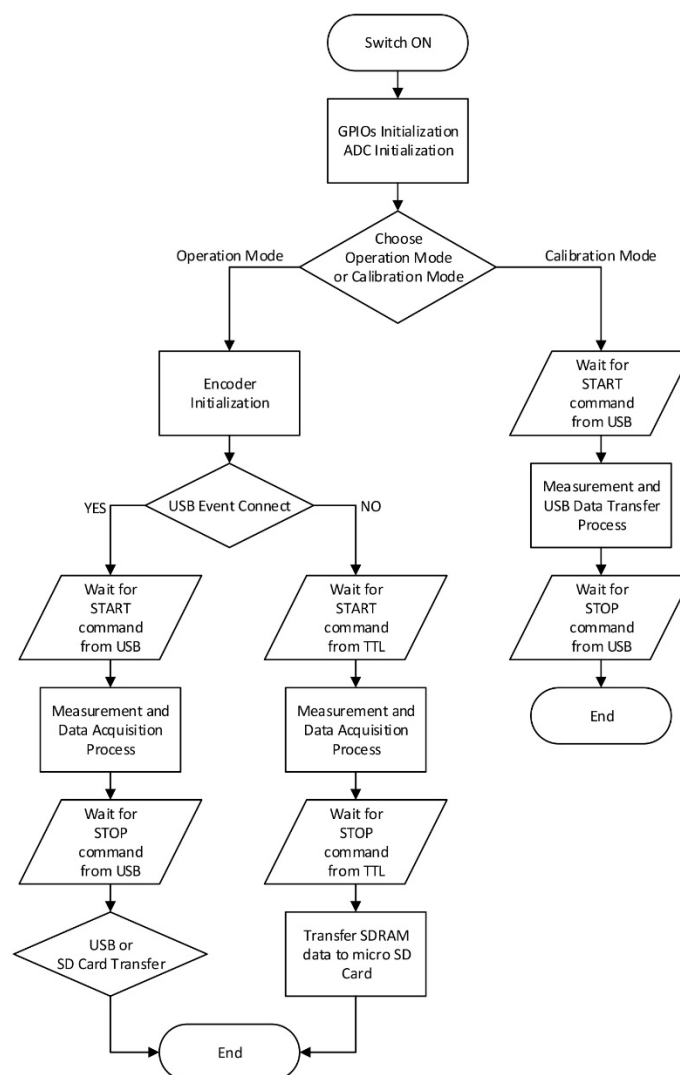 Switch ON
GPIOs Initialization
ADC Initialization
Choose
Operation Mode
or Calibration Mode
Operation Mode
Calibration Mode
Encoder
Initialization
Wait for
START
command
from USB
USB Event Connect
YES
NO
Measurement and
USB Data Transfer
Process
Wait for
START
command
from USB
Wait for
START
command
from TTL
Wait for
STOP
command
from USB
Measurement and
Data Acquisition
Process
Measurement and
Data Acquisition
Process
End
Wait for
STOP
command
from USB
Wait for
STOP
command
from TTL
USB or
SD Card Transfer
Transfer SDRAM
data to micro SD
Card
End